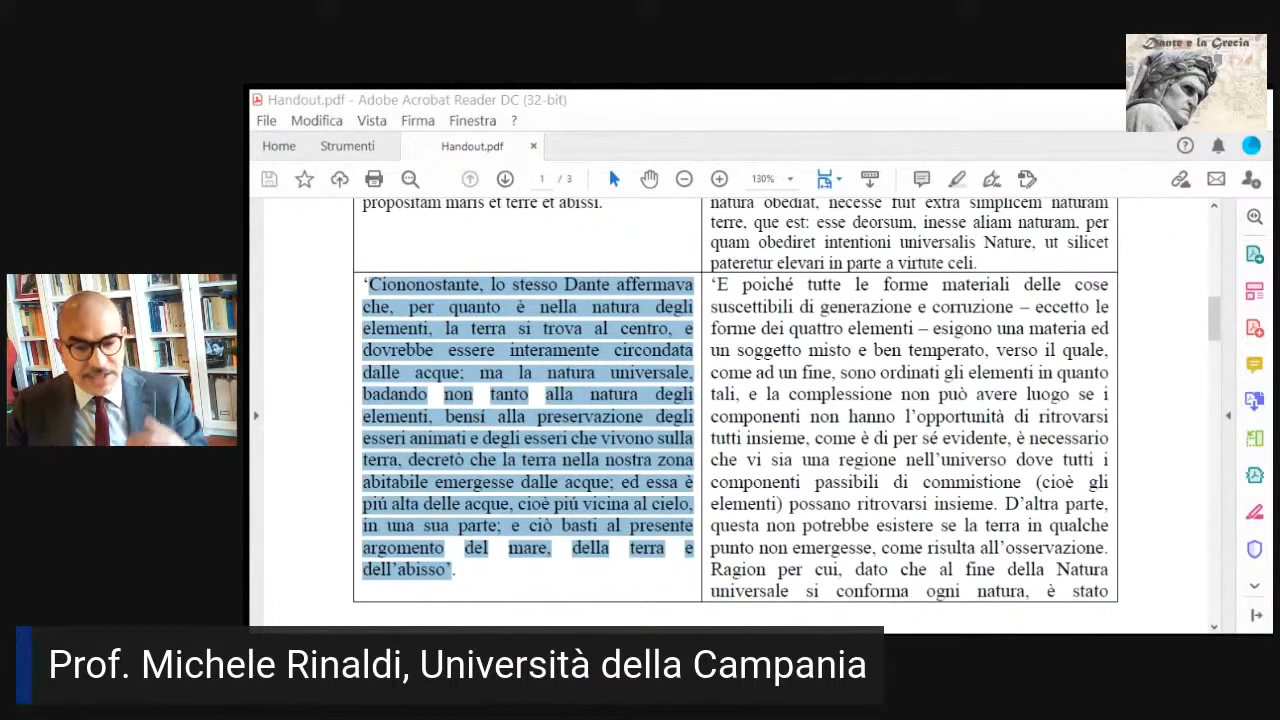 Dante e la Grecia
Handout.pdf - Adobe Acrobat Reader DC (32-bit)
File Modifica Vista Firma Finestra ?
Home Strumenti Handout.pdf ×
1 / 3 130%
propositam maris et terre et abissi.
‘Ciononostante, lo stesso Dante affermava
che, per quanto è nella natura degli
elementi, la terra si trova al centro, e
dovrebbe essere interamente circondata
dalle acque; ma la natura universale,
badando non tanto alla natura degli
elementi, bensí alla preservazione degli
esseri animati e degli esseri che vivono sulla
terra, decretò che la terra nella nostra zona
abitabile emergesse dalle acque; ed essa è
piú alta delle acque, cioè piú vicina al cielo,
in una sua parte; e ciò basti al presente
argomento del mare, della terra e
dell’abisso’.
natura obediat, necesse fuit extra simplicem naturam
terre, que est: esse deorsum, inesse aliam naturam, per
quam obediret intentioni universalis Nature, ut silicet
pateretur elevari in parte a virtute celi.
‘E poiché tutte le forme materiali delle cose
suscettibili di generazione e corruzione – eccetto le
forme dei quattro elementi – esigono una materia ed
un soggetto misto e ben temperato, verso il quale,
come ad un fine, sono ordinati gli elementi in quanto
tali, e la complessione non può avere luogo se i
componenti non hanno l’opportunità di ritrovarsi
tutti insieme, come è di per sé evidente, è necessario
che vi sia una regione nell’universo dove tutti i
componenti passibili di commistione (cioè gli
elementi) possano ritrovarsi insieme. D’altra parte,
questa non potrebbe esistere se la terra in qualche
punto non emergesse, come risulta all’osservazione.
Ragion per cui, dato che al fine della Natura
universale si conforma ogni natura, è stato
Prof. Michele Rinaldi, Università della Campania